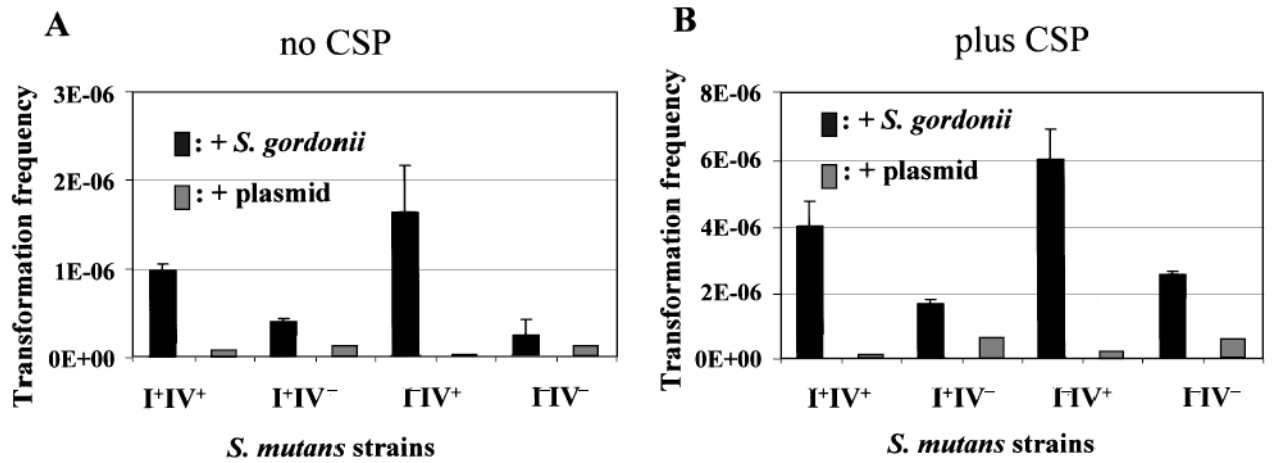 A
no CSP
Transcription frequency
3E-06
2E-06
1E-06
0E+00
: + S. gordonii
: + plasmid
I⁺IV⁺
I⁺IV⁻
I⁻IV⁺
I⁻IV⁻
S. mutans strains
B
plus CSP
Transformation frequency
8E-06
6E-06
4E-06
2E-06
0E+00
: + S. gordonii
: + plasmid
I⁺IV⁺
I⁺IV⁻
I⁻IV⁺
I⁻IV⁻
S. mutans strains